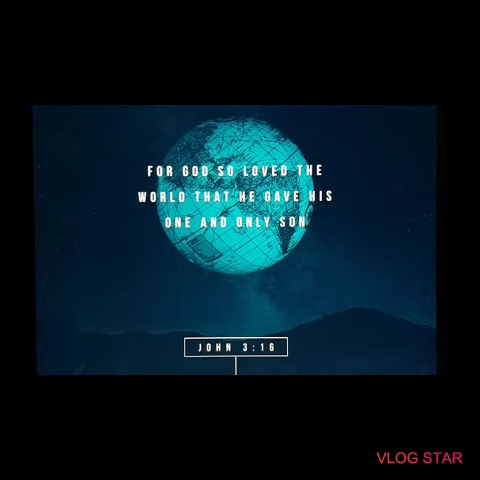 FOR GOD SO LOVED THE
WORLD THAT HE GAVE HIS
ONE AND ONLY SON
JOHN 3:16
VLOG STAR